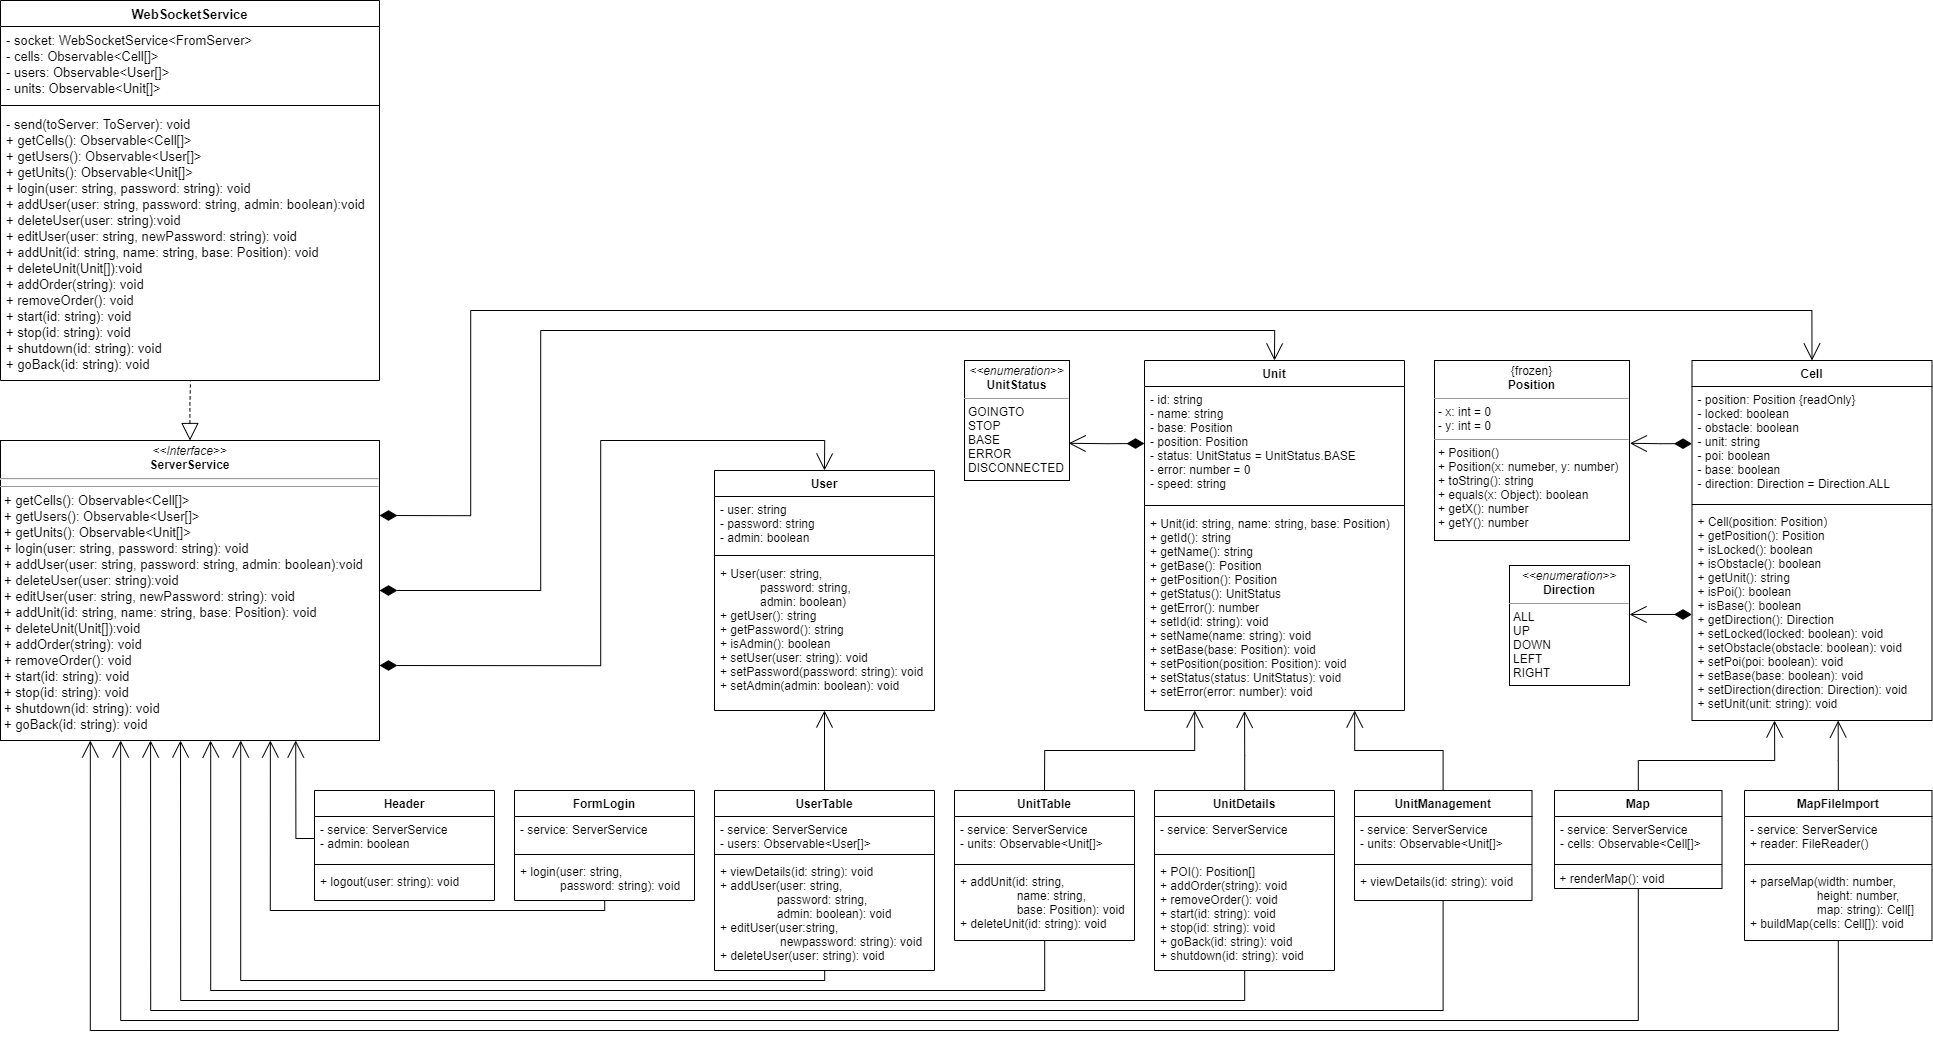 WebSocketService
- socket: WebSocketService<FromServer>
- cells: Observable<Cell[]>
- users: Observable<User[]>
- units: Observable<Unit[]>
- send(toServer: ToServer): void
+ getCells(): Observable<Cell[]>
+ getUsers(): Observable<User[]>
+ getUnits(): Observable<Unit[]>
+ login(user: string, password: string): void
+ addUser(user: string, password: string, admin: boolean):void
+ deleteUser(user: string):void
+ editUser(user: string, newPassword: string): void
+ addUnit(id: string, name: string, base: Position): void
+ deleteUnit(Unit[]):void
+ addOrder(string): void
+ removeOrder(): void
+ start(id: string): void
+ stop(id: string): void
+ shutdown(id: string): void
+ goBack(id: string): void
<<Interface>>
ServerService
+ getCells(): Observable<Cell[]>
+ getUsers(): Observable<User[]>
+ getUnits(): Observable<Unit[]>
+ login(user: string, password: string): void
+ addUser(user: string, password: string, admin: boolean):void
+ deleteUser(user: string):void
+ editUser(user: string, newPassword: string): void
+ addUnit(id: string, name: string, base: Position): void
+ deleteUnit(Unit[]):void
+ addOrder(string): void
+ removeOrder(): void
+ start(id: string): void
+ stop(id: string): void
+ shutdown(id: string): void
+ goBack(id: string): void
User
- user: string
- password: string
- admin: boolean
+ User(user: string,
password: string,
admin: boolean)
+ getUser(): string
+ getPassword(): string
+ isAdmin(): boolean
+ setUser(user: string): void
+ setPassword(password: string): void
+ setAdmin(admin: boolean): void
<<enumeration>>
UnitStatus
GOINGTO
STOP
BASE
ERROR
DISCONNECTED
Unit
- id: string
- name: string
- base: Position
- position: Position
- status: UnitStatus = UnitStatus.BASE
- error: number = 0
- speed: string
+ Unit(id: string, name: string, base: Position)
+ getId(): string
+ getName(): string
+ getBase(): Position
+ getPosition(): Position
+ getStatus(): UnitStatus
+ getError(): number
+ setId(id: string): void
+ setName(name: string): void
+ setBase(base: Position): void
+ setPosition(position: Position): void
+ setStatus(status: UnitStatus): void
+ setError(error: number): void
{frozen}
Position
- x: int = 0
- y: int = 0
+ Position()
+ Position(x: numeber, y: number)
+ toString(): string
+ equals(x: Object): boolean
+ getX(): number
+ getY(): number
<<enumeration>>
Direction
ALL
UP
DOWN
LEFT
RIGHT
Cell
- position: Position {readOnly}
- locked: boolean
- obstacle: boolean
- unit: string
- poi: boolean
- base: boolean
- direction: Direction = Direction.ALL
+ Cell(position: Position)
+ getPosition(): Position
+ isLocked(): boolean
+ isObstacle(): boolean
+ getUnit(): string
+ isPoi(): boolean
+ isBase(): boolean
+ getDirection(): Direction
+ setLocked(locked: boolean): void
+ setObstacle(obstacle: boolean): void
+ setPoi(poi: boolean): void
+ setBase(base: boolean): void
+ setDirection(direction: Direction): void
+ setUnit(unit: string): void
Header
- service: ServerService
- admin: boolean
+ logout(user: string): void
FormLogin
- service: ServerService
+ login(user: string,
password: string): void
UserTable
- service: ServerService
- users: Observable<User[]>
+ viewDetails(id: string): void
+ addUser(user: string,
password: string,
admin: boolean): void
+ editUser(user:string,
newpassword: string): void
+ deleteUser(user: string): void
UnitTable
- service: ServerService
- units: Observable<Unit[]>
+ addUnit(id: string,
name: string,
base: Position): void
+ deleteUnit(id: string): void
UnitDetails
- service: ServerService
+ POI(): Position[]
+ addOrder(string): void
+ removeOrder(): void
+ start(id: string): void
+ stop(id: string): void
+ goBack(id: string): void
+ shutdown(id: string): void
UnitManagement
- service: ServerService
- units: Observable<Unit[]>
+ viewDetails(id: string): void
Map
- service: ServerService
- cells: Observable<Cell[]>
+ renderMap(): void
MapFileImport
- service: ServerService
+ reader: FileReader()
+ parseMap(width: number,
height: number,
map: string): Cell[]
+ buildMap(cells: Cell[]): void